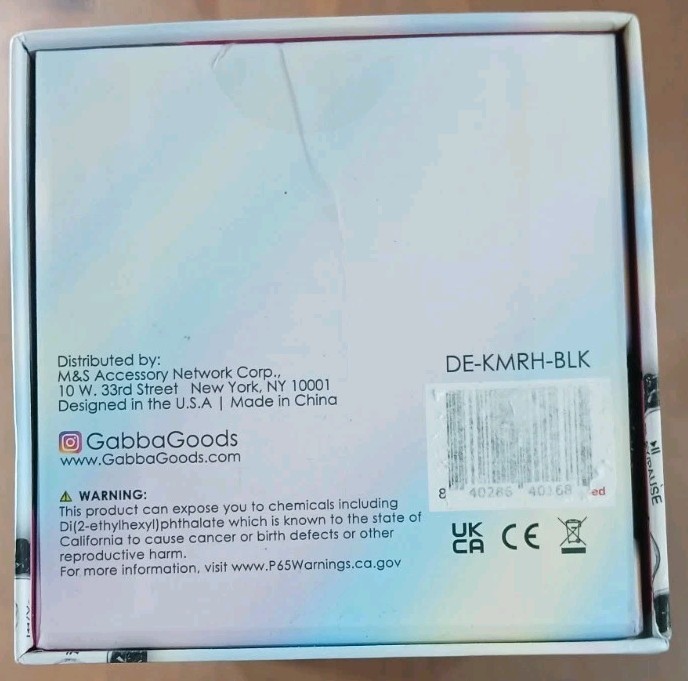 Distributed by:
M&S Accessory Network Corp.,
10 W. 33rd Street New York, NY 10001
Designed in the U.S.A | Made in China
GabbaGoods
www.GabbaGoods.com
WARNING:
This product can expose you to chemicals including
Di(2-ethylhexyl)phthalate which is known to the state of
California to cause cancer or birth defects or other
reproductive harm.
For more information, visit www.P65Warnings.ca.gov
DE-KMRH-BLK
8 40286 40368
ed
UK
CA CE